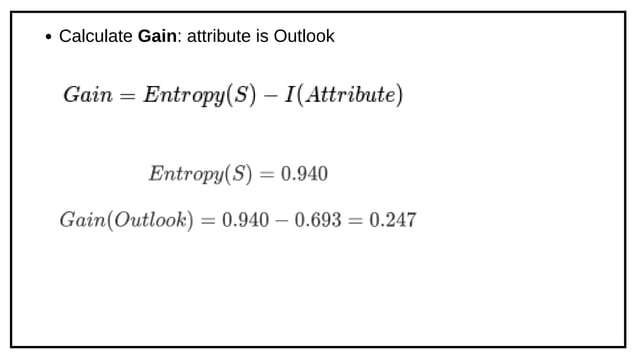 • Calculate Gain: attribute is Outlook
Gain = Entropy(S) − I(Attribute)
Entropy(S) = 0.940
Gain(Outlook) = 0.940 − 0.693 = 0.247